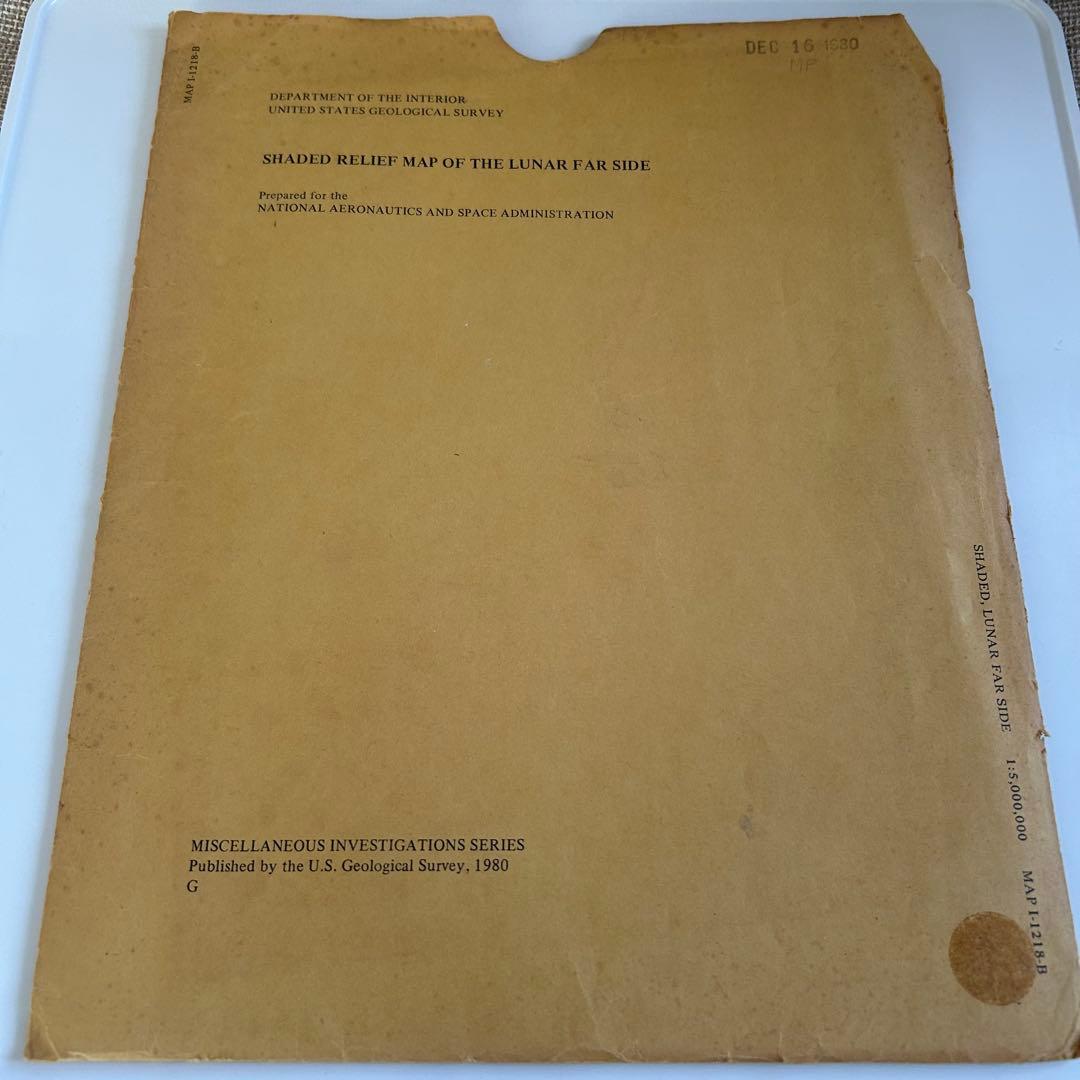 MAP I-1218-B
DEC 16 1980
MP
DEPARTMENT OF THE INTERIOR
UNITED STATES GEOLOGICAL SURVEY
SHADED RELIEF MAP OF THE LUNAR FAR SIDE
Prepared for the
NATIONAL AERONAUTICS AND SPACE ADMINISTRATION
SHADED, LUNAR FAR SIDE 1:5,000,000 MAP I-1218-B
MISCELLANEOUS INVESTIGATIONS SERIES
Published by the U.S. Geological Survey, 1980
G